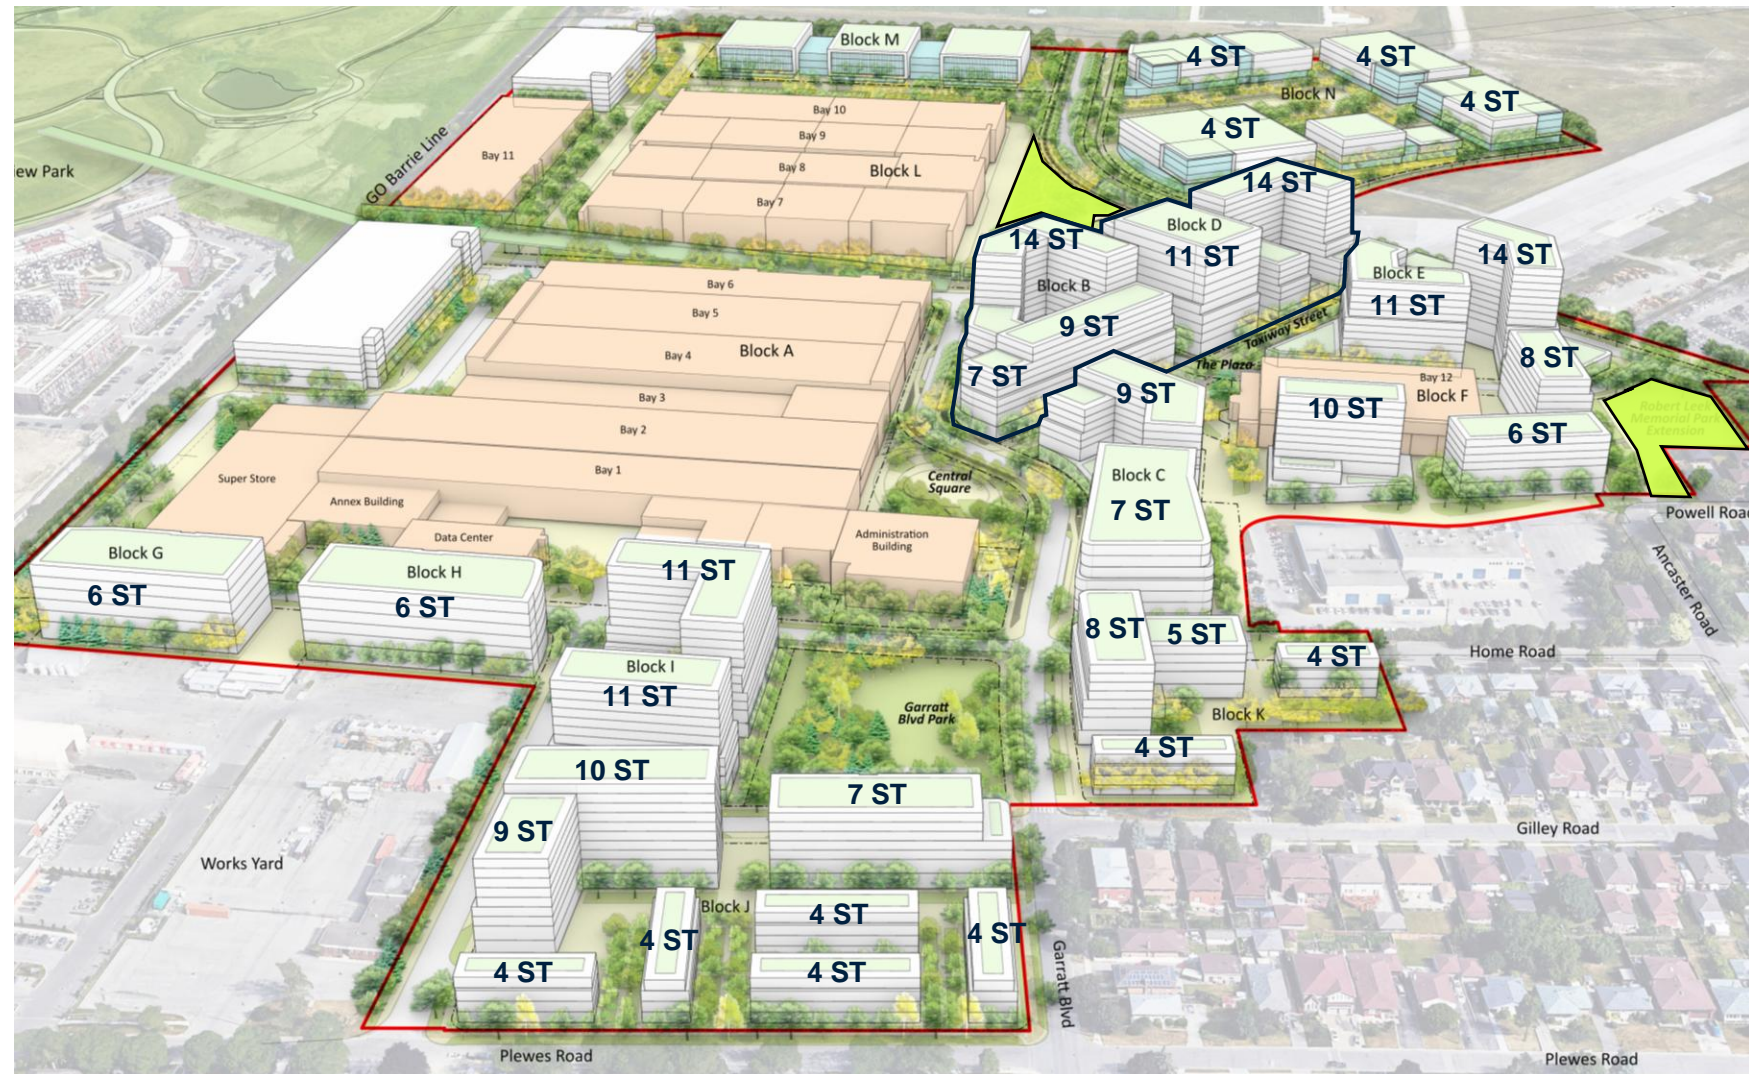 Block M
4 ST
4 ST
Block N
4 ST
4 ST
Bay 10
Bay 9
Bay 8
Block L
Bay 7
Bay 11
GO Barrie Line
iew Park
14 ST
Block D
14 ST
11 ST
Block B
9 ST
7 ST
Block E
11 ST
14 ST
8 ST
Taxiway Street
The Plaza
9 ST
Bay 12
Block F
10 ST
6 ST
Robert Leek
Memorial Park
Extension
Powell Road
Bay 6
Bay 5
Bay 4
Block A
Bay 3
Bay 2
Bay 1
Super Store
Annex Building
Data Center
Administration
Building
Central
Square
Block C
7 ST
Block G
6 ST
Block H
6 ST
11 ST
Block I
11 ST
8 ST
5 ST
4 ST
Home Road
Ancaster Road
Block K
4 ST
Garratt
Blvd Park
10 ST
7 ST
9 ST
Gilley Road
Works Yard
Block J
4 ST
4 ST
4 ST
4 ST
4 ST
Garratt Blvd
Plewes Road
Plewes Road